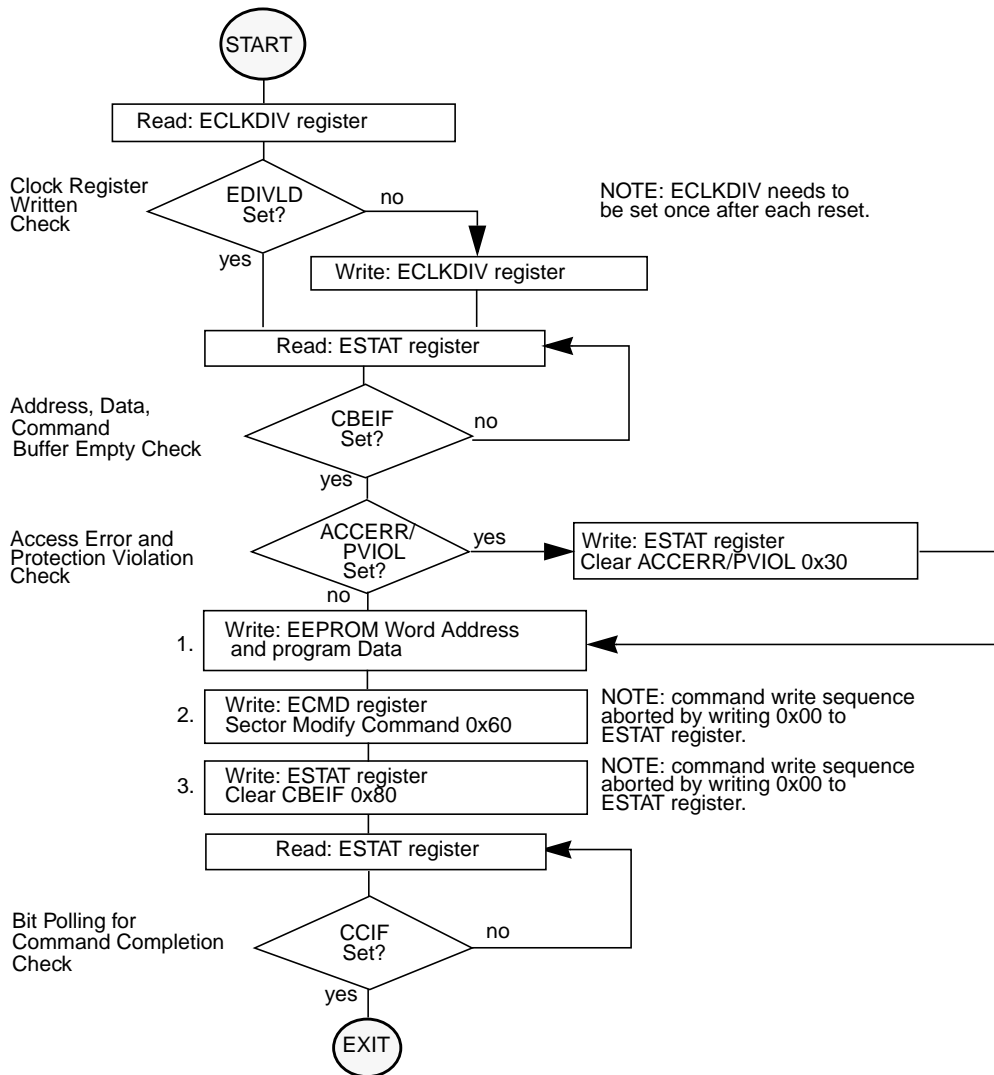 START
Read: ECLKDIV register
Clock Register
Written
Check
EDIVLD
Set?
no
yes
NOTE: ECLKDIV needs to
be set once after each reset.
Write: ECLKDIV register
Read: ESTAT register
Address, Data,
Command
Buffer Empty Check
CBEIF
Set?
no
yes
Access Error and
Protection Violation
Check
ACCERR/
PVIOL
Set?
yes
no
Write: ESTAT register
Clear ACCERR/PVIOL 0x30
1.
Write: EEPROM Word Address
and program Data
2.
Write: ECMD register
Sector Modify Command 0x60
NOTE: command write sequence
aborted by writing 0x00 to
ESTAT register.
3.
Write: ESTAT register
Clear CBEIF 0x80
NOTE: command write sequence
aborted by writing 0x00 to
ESTAT register.
Read: ESTAT register
Bit Polling for
Command Completion
Check
CCIF
Set?
no
yes
EXIT